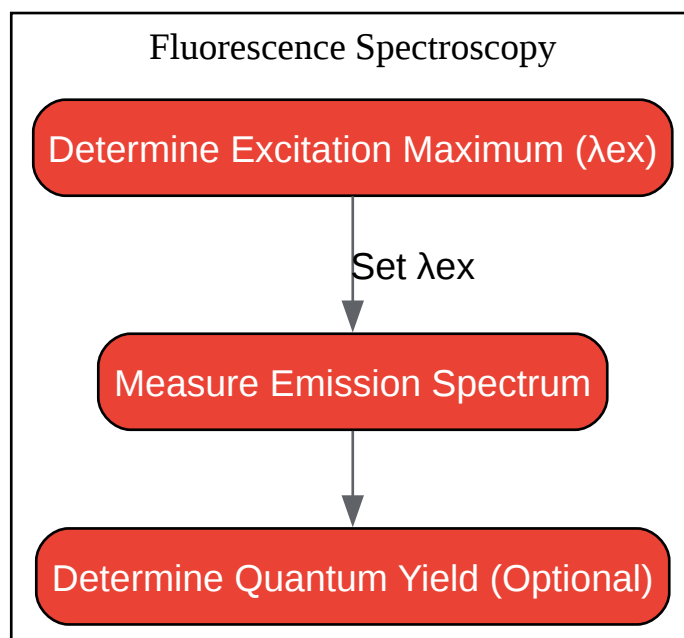 Fluorescence Spectroscopy
Determine Excitation Maximum (λex)
Set λex
Measure Emission Spectrum
Determine Quantum Yield (Optional)